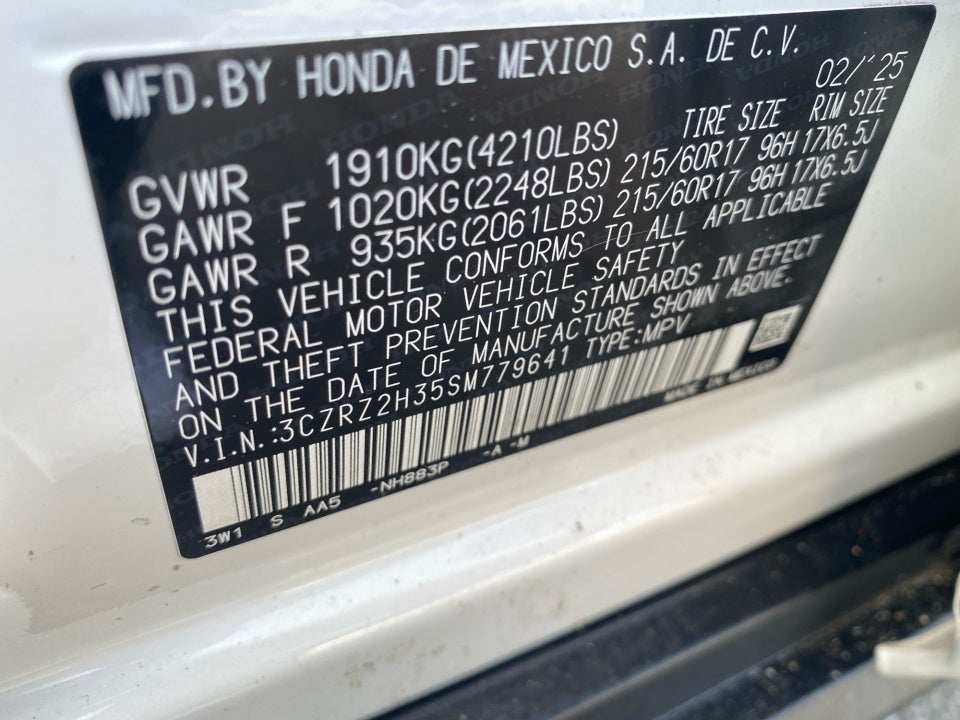 MFD.BY HONDA DE MEXICO S.A. DE C.V.
02/'25
TIRE SIZE RIM SIZE
GVWR 1910KG(4210LBS)
GAWR F 1020KG(2248LBS) 215/60R17 96H 17X6.5J
GAWR R 935KG(2061LBS) 215/60R17 96H 17X6.5J
THIS VEHICLE CONFORMS TO ALL APPLICABLE
FEDERAL MOTOR VEHICLE SAFETY
AND THEFT PREVENTION STANDARDS IN EFFECT
ON THE DATE OF MANUFACTURE SHOWN ABOVE.
V.I.N.:3CZRZ2H35SM779641 TYPE:MPV
MADE IN MEXICO
3W1 S AA5 -NH883P -A -M